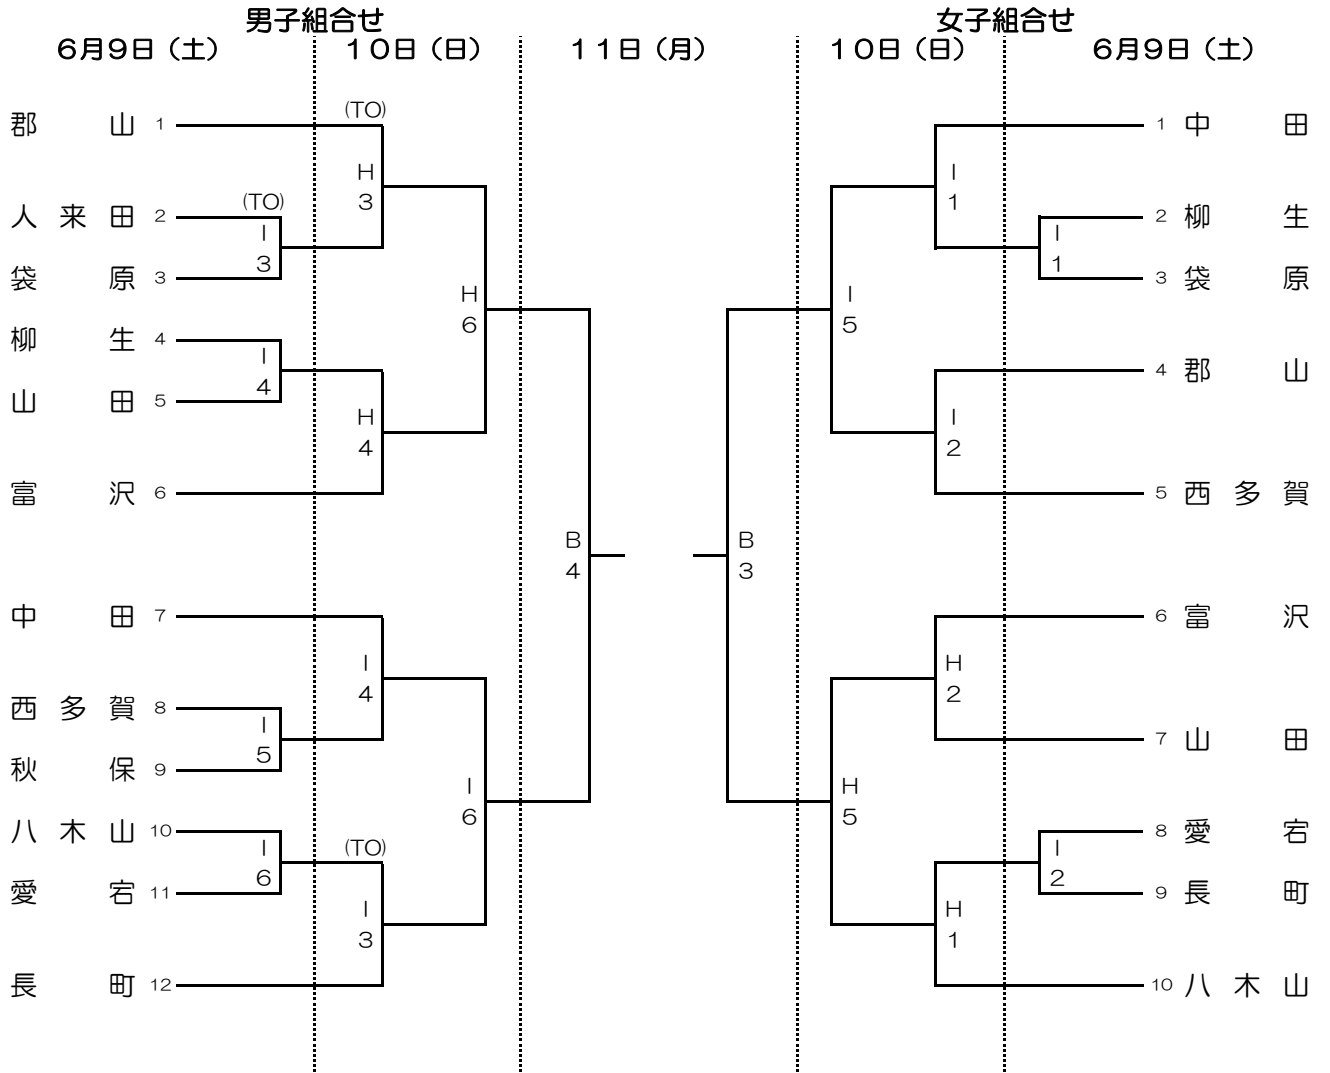 男子組合せ 女子組合せ
6月9日（土） 10日（日） 11日（月） 10日（日） 6月9日（土）
(TO)
郡山 1 1 中田
H I
(TO) 3 1
人来田 2 2 柳生
I I
3 1
袋原 3 3 袋原
H I
6 5
柳生 4
I
4 4 郡山
山田 5
H I
4 2
富沢 6 5 西多賀
B B
4 3
中田 7 6 富沢
I H
4 2
西多賀 8
I
5 7 山田
秋保 9
I H
6 5
八木山 10 8 愛宕
I (TO) I
6 2
愛宕 11 9 長町
I H
3 1
長町 12 10 八木山